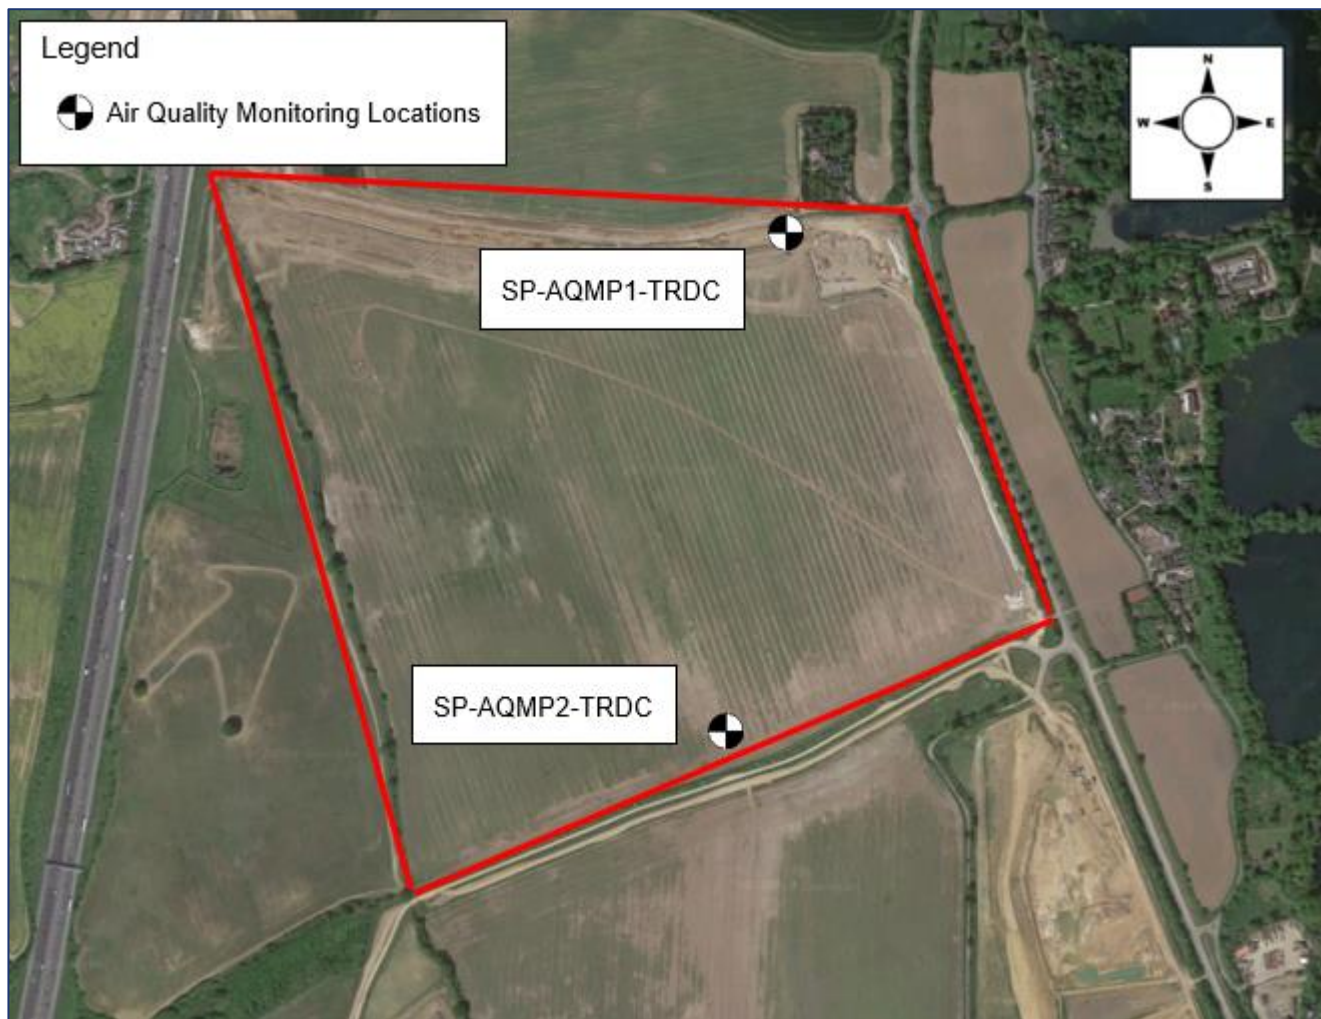 Legend
Air Quality Monitoring Locations
N
W E
S
SP-AQMP1-TRDC
SP-AQMP2-TRDC